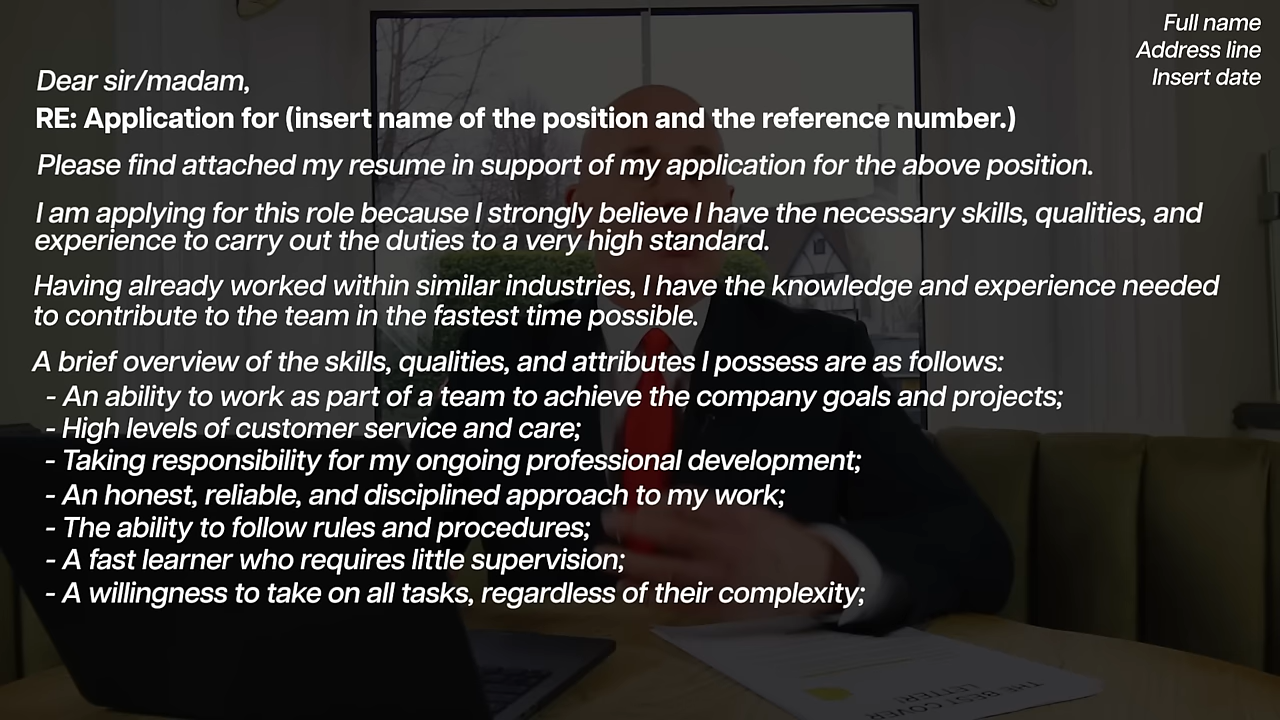 Full name
Address line
Insert date
Dear sir/madam,
RE: Application for (insert name of the position and the reference number.)
Please find attached my resume in support of my application for the above position.
I am applying for this role because I strongly believe I have the necessary skills, qualities, and
experience to carry out the duties to a very high standard.
Having already worked within similar industries, I have the knowledge and experience needed
to contribute to the team in the fastest time possible.
A brief overview of the skills, qualities, and attributes I possess are as follows:
- An ability to work as part of a team to achieve the company goals and projects;
- High levels of customer service and care;
- Taking responsibility for my ongoing professional development;
- An honest, reliable, and disciplined approach to my work;
- The ability to follow rules and procedures;
- A fast learner who requires little supervision;
- A willingness to take on all tasks, regardless of their complexity;
THE BEST COVER
LETTER!